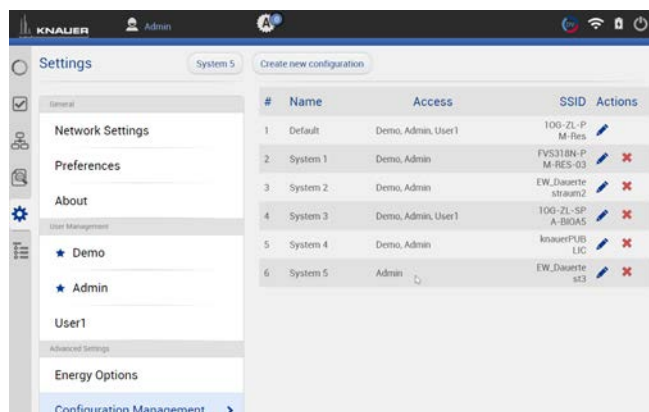 KNAUER
Admin
A
Settings
System 5
Create new configuration
General
Network Settings
Preferences
About
User Management
Demo
Admin
User1
Advanced Settings
Energy Options
Configuration Management
# Name Access SSID Actions
1 Default Demo, Admin, User1 10G-ZL-P
M-Res
2 System 1 Demo, Admin FVS318N-P
M-RES-03
3 System 2 Demo, Admin EW_Dauerte
straum2
4 System 3 Demo, Admin, User1 10G-ZL-SP
A-BIOA5
5 System 4 Demo, Admin knauerPUB
LIC
6 System 5 Admin EW_Dauerte
st3